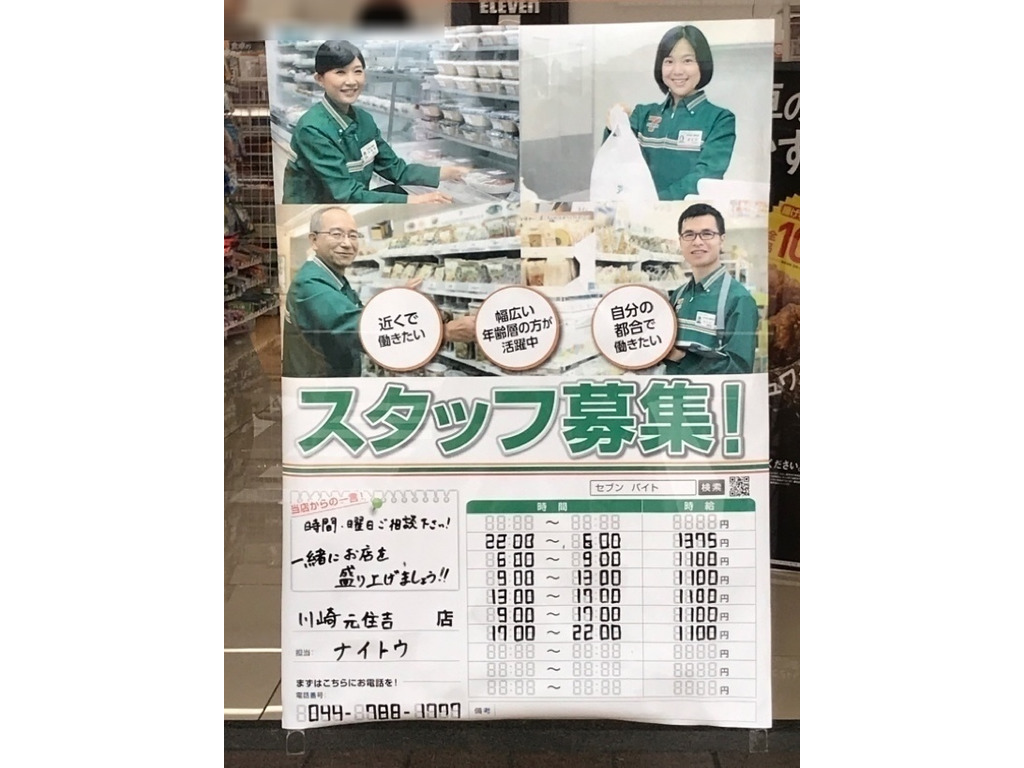 ELEVEN
近くで
働きたい
幅広い
年齢層の方が
活躍中
自分の
都合で
働きたい
スタッフ募集!
セブン バイト 検索
当店からの一言!
時間・曜日ご相談下さい!
一緒にお店を
盛り上げましょう!!
川崎元住吉 店
担当: ナイトウ
まずはこちらにお電話を!
電話番号:
044-788-1777
時間 時給
～ 円
22:00 ～ 6:00 1375円
6:00 ～ 9:00 1100円
9:00 ～ 13:00 1100円
13:00 ～ 17:00 1100円
9:00 ～ 17:00 1100円
17:00 ～ 22:00 1100円
～ 円
～ 円
～ 円
備考